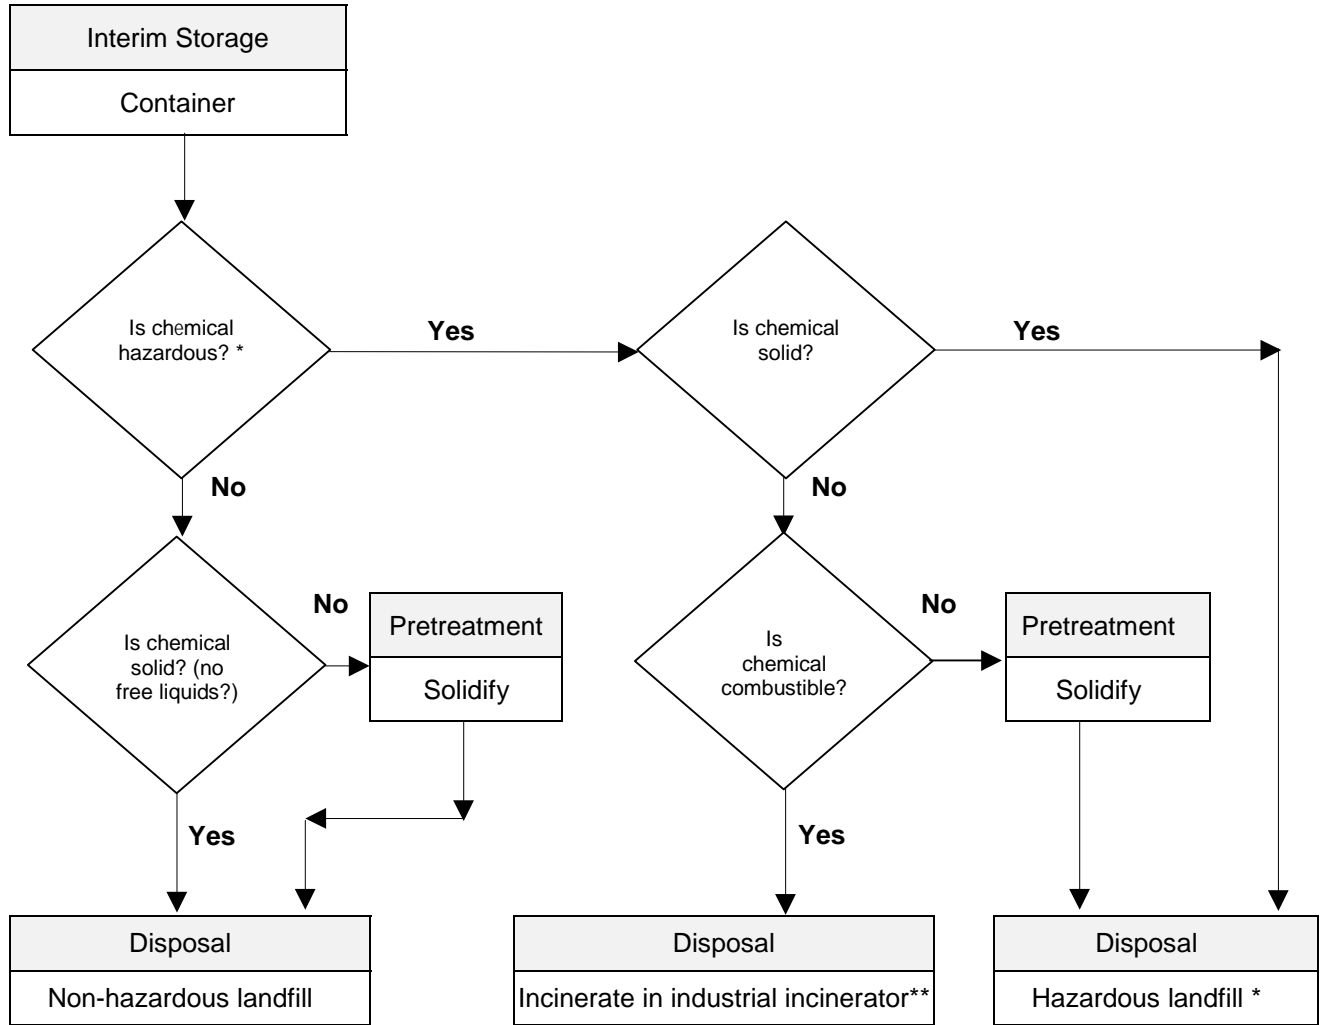 Interim Storage
Container
Is chemical
hazardous? *
Yes
Is chemical
solid?
Yes
No
No
Is chemical
solid? (no
free liquids?)
No
Pretreatment
Solidify
Is
chemical
combustible?
No
Pretreatment
Solidify
Yes
Yes
Disposal
Non-hazardous landfill
Disposal
Incinerate in industrial incinerator**
Disposal
Hazardous landfill *